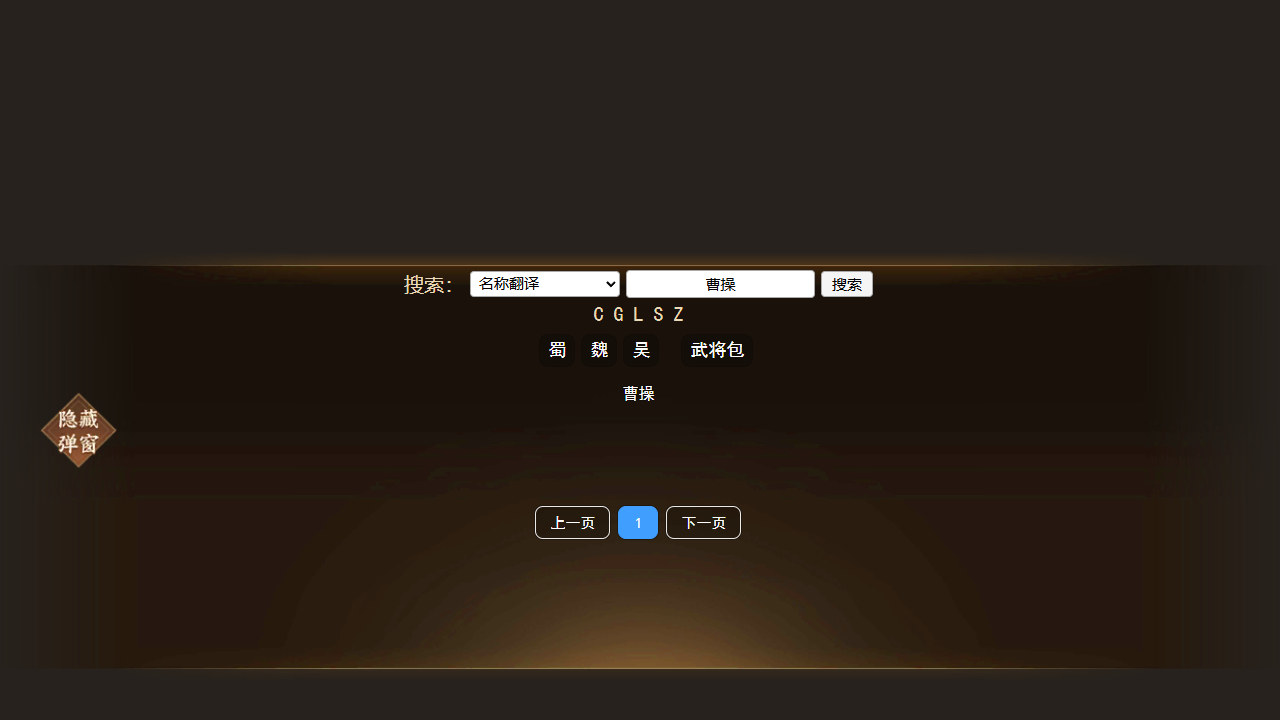 搜索： 名称翻译 曹操 搜索
C G L S Z
蜀 魏 吴 武将包
曹操
隐藏
弹窗
上一页 1 下一页